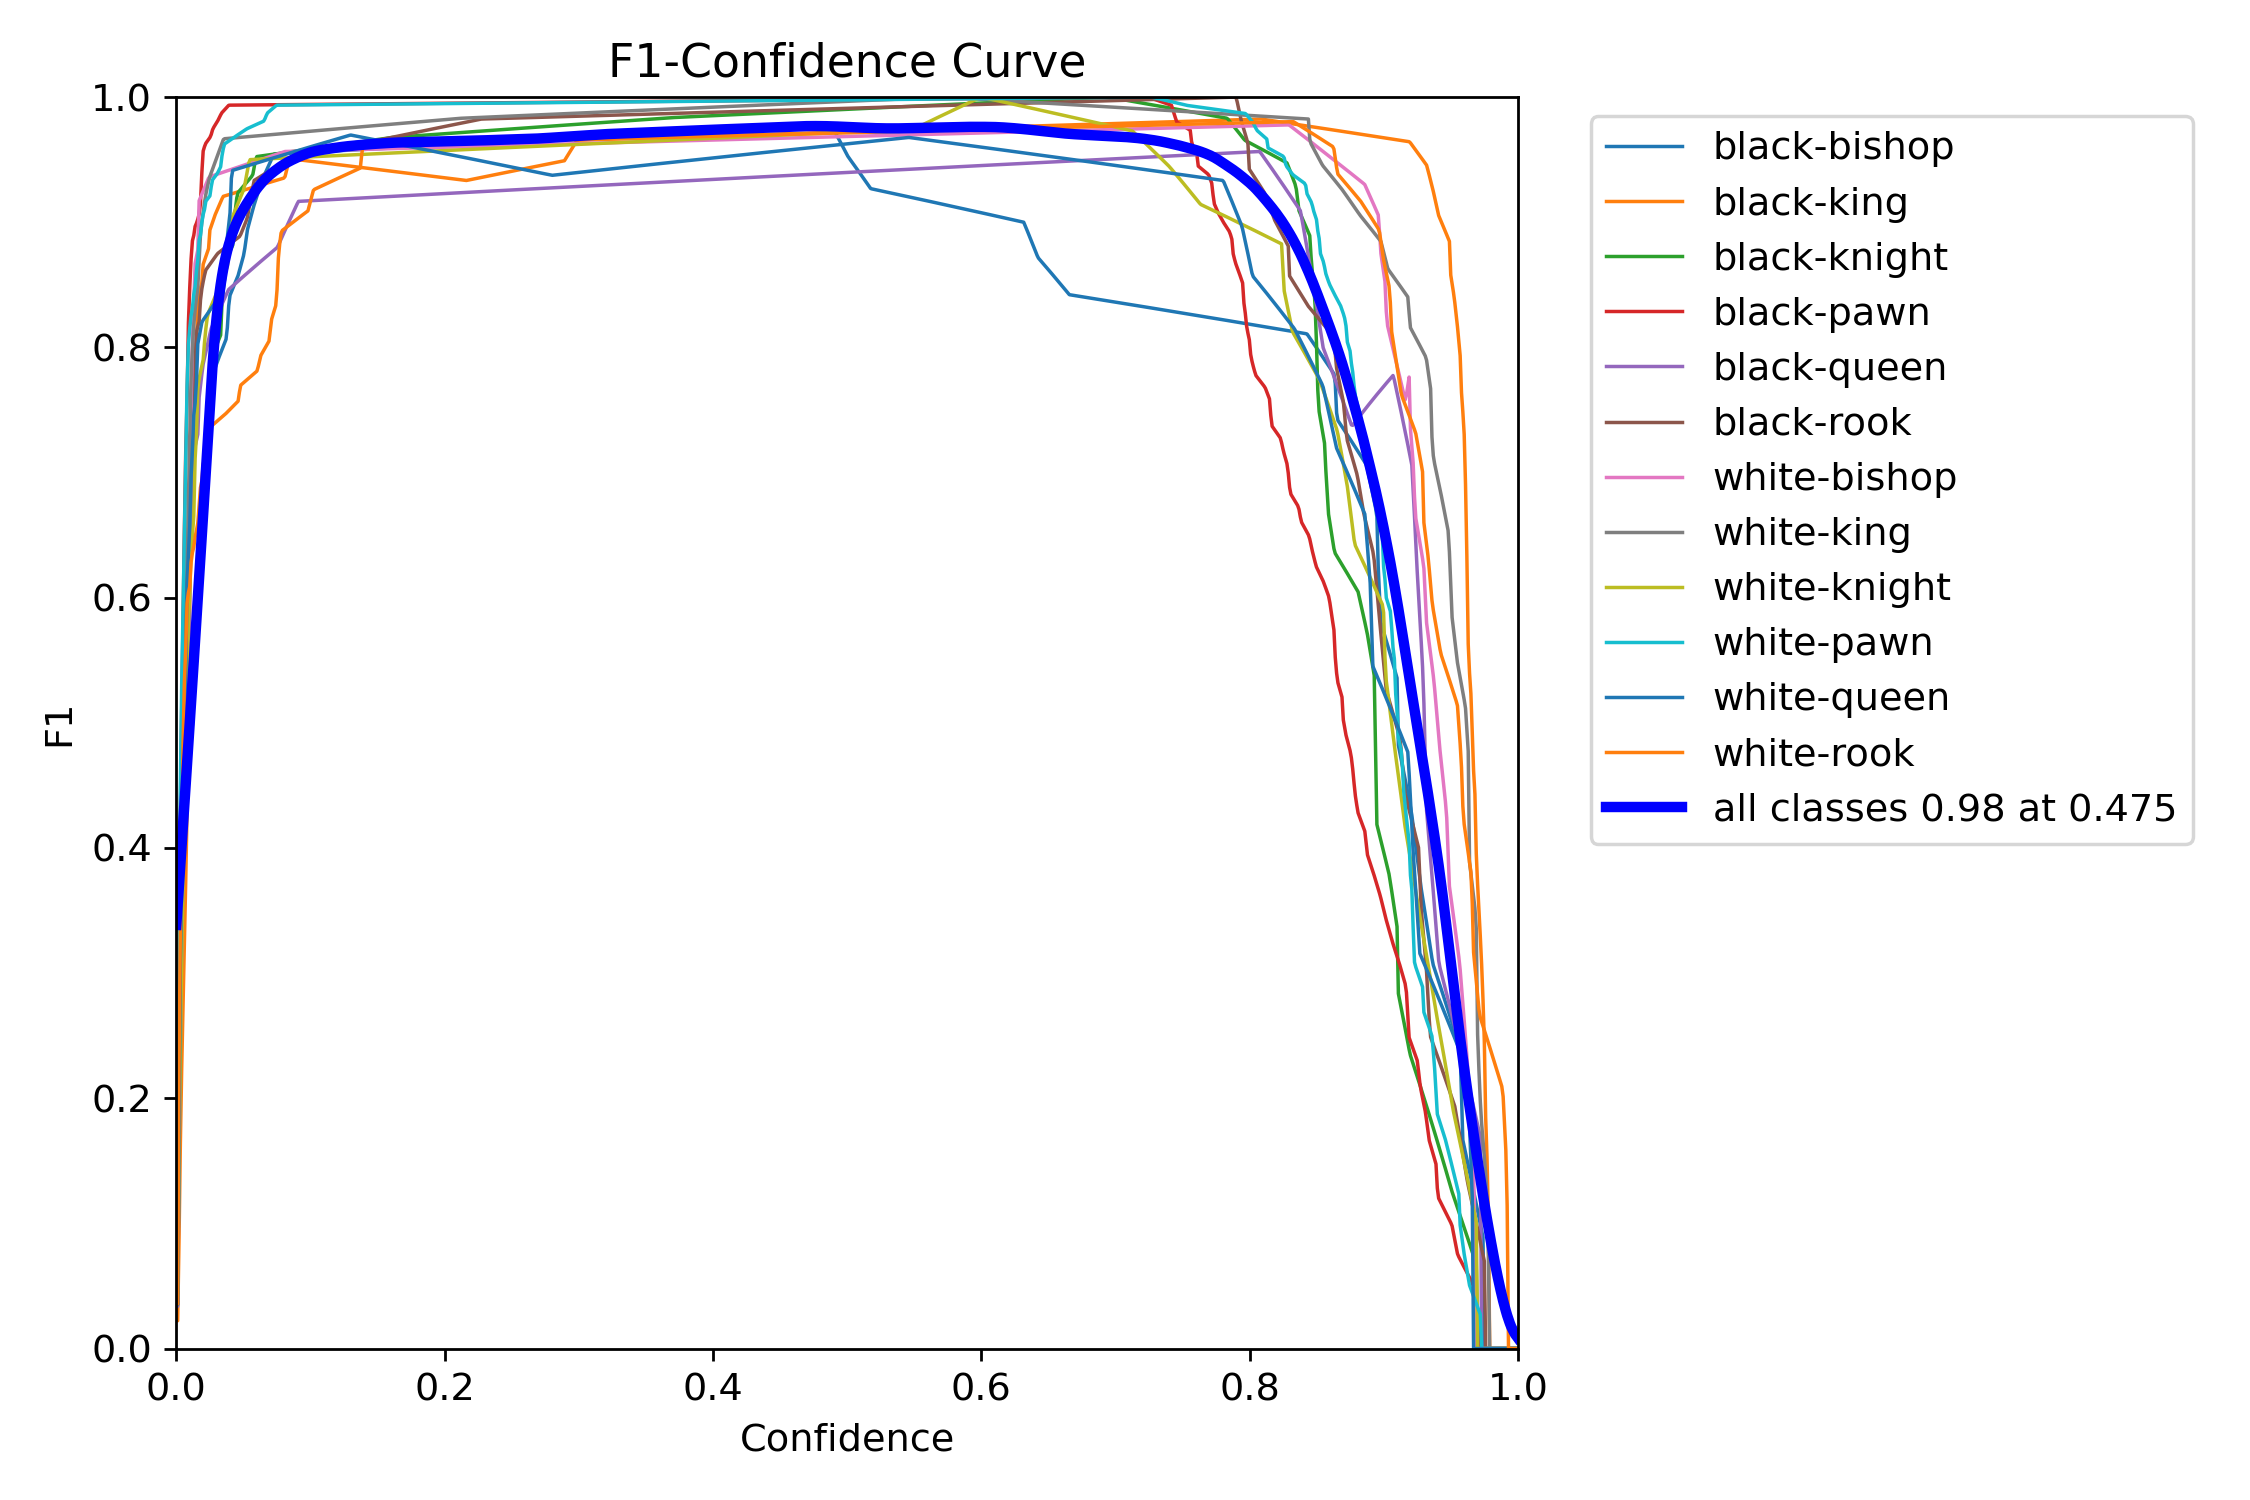 F1-Confidence Curve
1.0
0.8
0.6
0.4
0.2
0.0
F1
0.0 0.2 0.4 0.6 0.8 1.0
Confidence
black-bishop
black-king
black-knight
black-pawn
black-queen
black-rook
white-bishop
white-king
white-knight
white-pawn
white-queen
white-rook
all classes 0.98 at 0.475